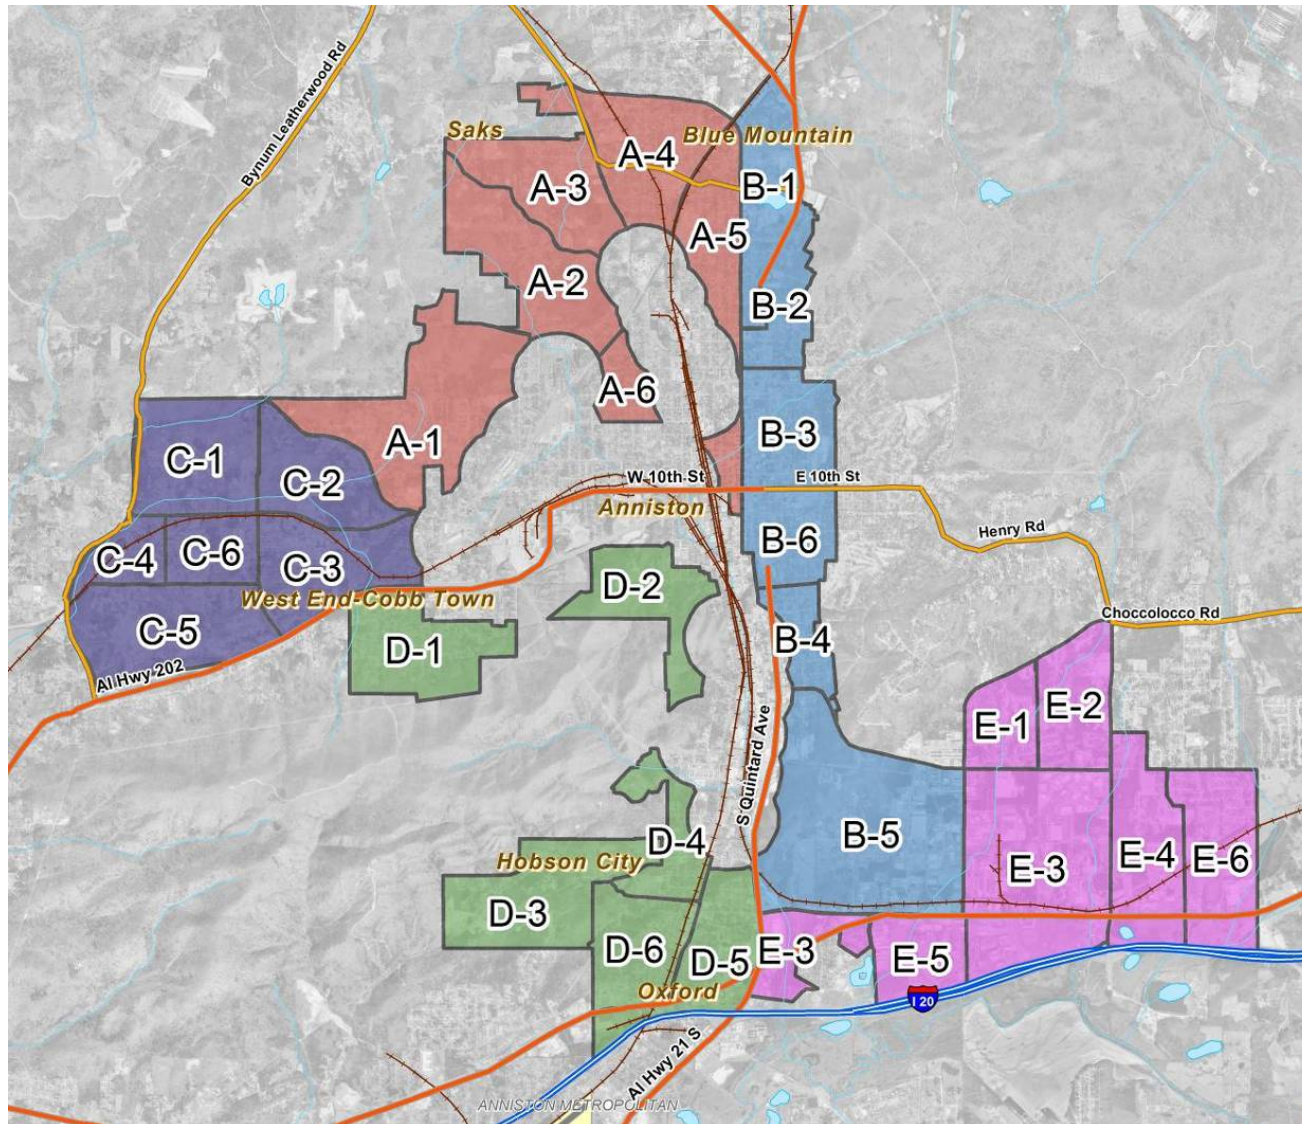 Bynum Leatherwood Rd
Saks
Blue Mountain
A-4
A-3
B-1
A-5
A-2
B-2
A-6
B-3
A-1
C-1
C-2
W 10th St
E 10th St
Anniston
Henry Rd
B-6
C-4
C-6
C-3
D-2
West End-Cobb Town
Choccolocco Rd
C-5
D-1
B-4
Al Hwy 202
E-2
E-1
S Quintard Ave
B-5
D-4
Hobson City
E-3
E-4
E-6
D-3
D-6
D-5
E-3
E-5
Oxford
I 20
Al Hwy 21 S
ANNISTON METROPOLITAN